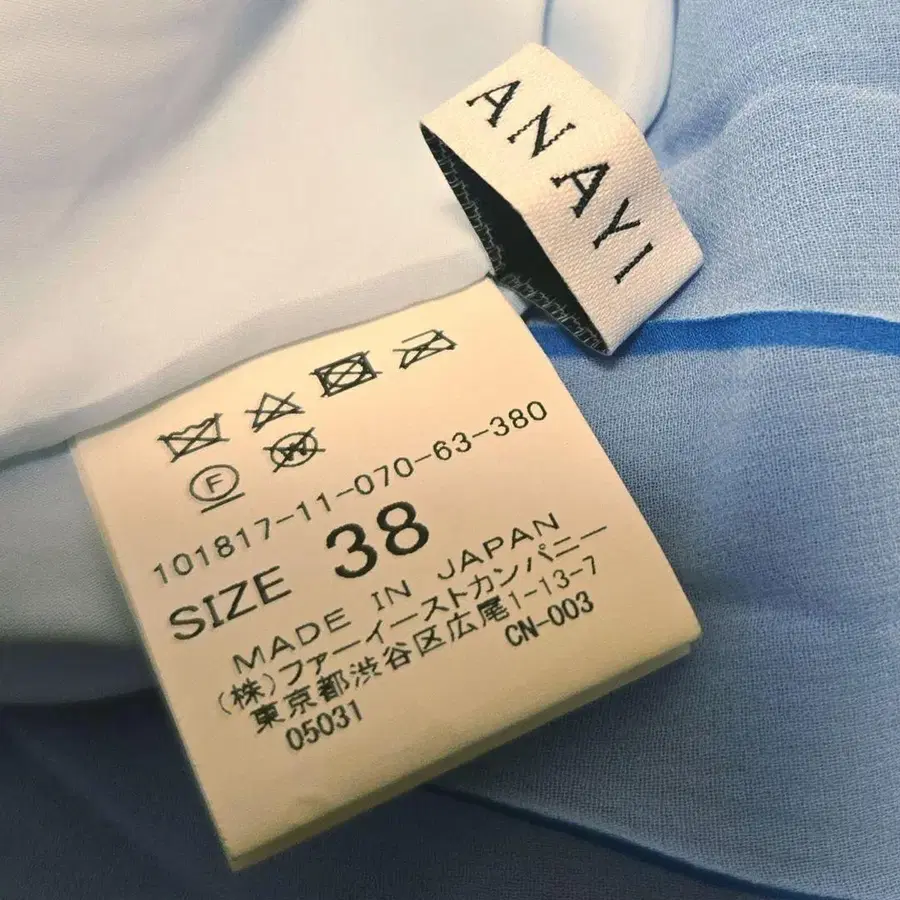 ANAYI
F
W
101817-11-070-63-380
SIZE 38
MADE IN JAPAN
(株)ファーイーストカンパニー
東京都渋谷区広尾1-13-7
05031 CN-003